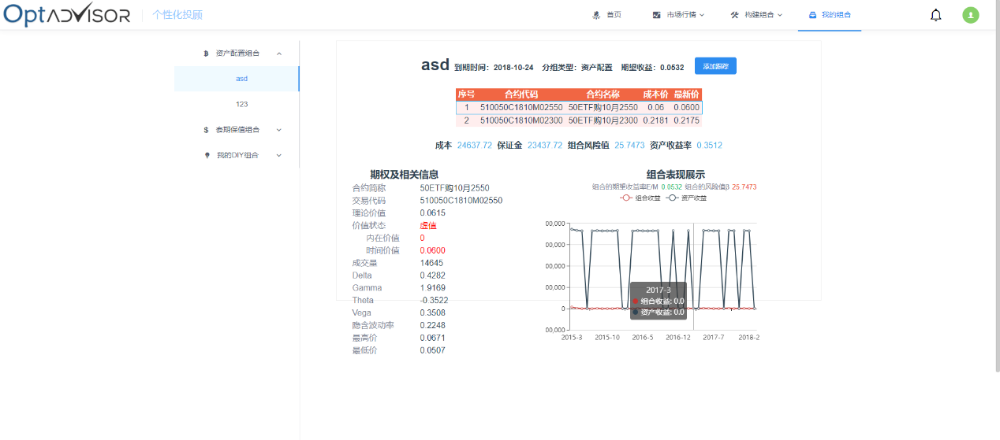 OptADVISOR 个性化投顾 首页 市场行情 构建组合 我的组合
资产配置组合
asd
123
套期保值组合
我的DIY组合
asd 到期时间: 2018-10-24 分组类型: 资产配置 期望收益: 0.0532 添加跟踪
序号 合约代码 合约名称 成本价 最新价
1 510050C1810M02550 50ETF购10月2550 0.06 0.0600
2 510050C1810M02300 50ETF购10月2300 0.2181 0.2175
成本 24637.72 保证金 23437.72 组合风险值 25.7473 资产收益率 0.3512
期权及相关信息
合约简称 50ETF购10月2550
交易代码 510050C1810M02550
理论价值 0.0615
价值状态 虚值
内在价值 0
时间价值 0.0600
成交量 14645
Delta 0.4282
Gamma 1.9169
Theta -0.3522
Vega 0.3508
隐含波动率 0.2248
最高价 0.0671
最低价 0.0507
组合表现展示
组合的期望收益率E/M 0.0532 组合的风险值β 25.7473
组合收益 资产收益
00,000
00,000
00,000
00,000
0
00,000
2017-3
组合收益: 0.0
资产收益: 0.0
2015-3 2015-10 2016-5 2016-12 2017-7 2018-2